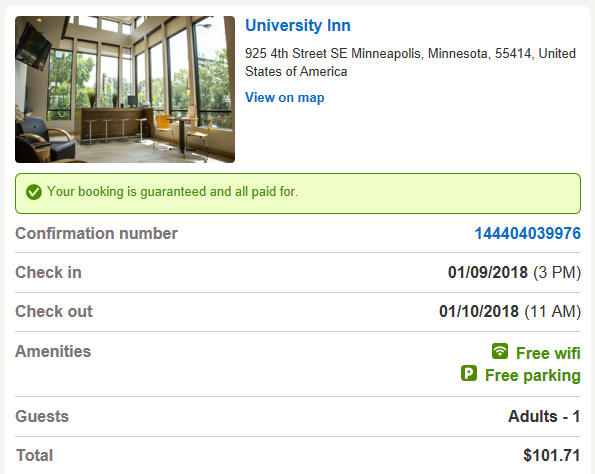 University Inn
925 4th Street SE Minneapolis, Minnesota, 55414, United
States of America
View on map
Your booking is guaranteed and all paid for.
Confirmation number 144404039976
Check in 01/09/2018 (3 PM)
Check out 01/10/2018 (11 AM)
Amenities Free wifi
P Free parking
Guests Adults - 1
Total $101.71